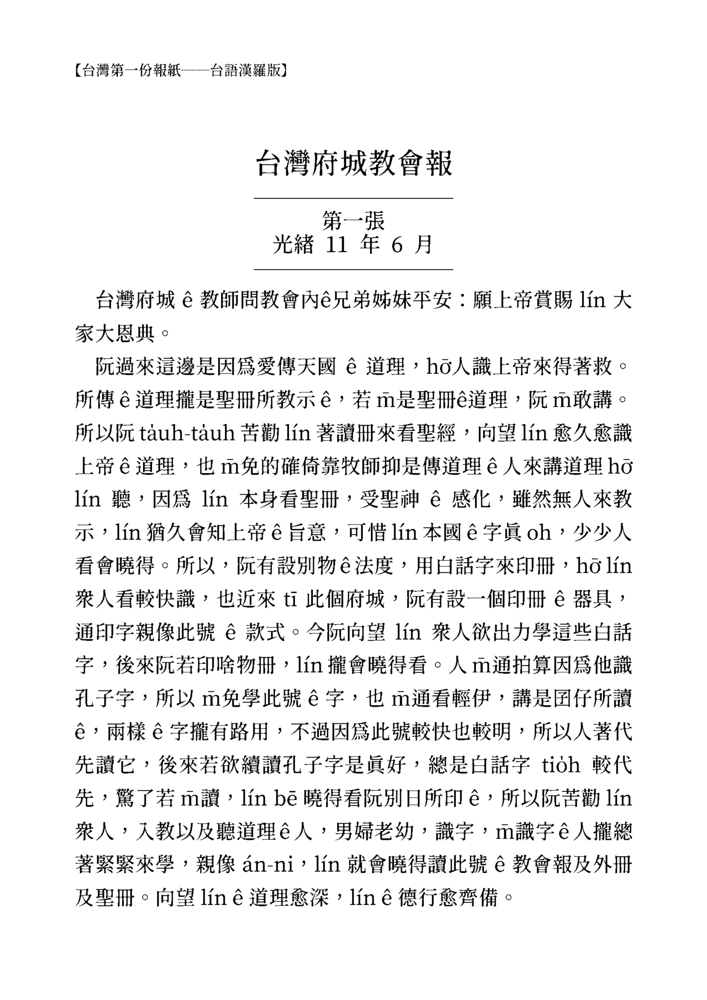 【台灣第一份報紙——台語漢羅版】
台灣府城教會報
第一張
光緒 11 年 6 月
台灣府城 ê 教師問教會內ê兄弟姊妹平安：願上帝賞賜 lín 大
家大恩典。
阮過來這邊是因爲愛傳天國 ê 道理，hō͘人識上帝來得著救。
所傳 ê 道理攏是聖冊所教示 ê，若 m̄是聖冊ê道理，阮 m̄敢講。
所以阮 ta̍uh-ta̍uh 苦勸 lín 著讀冊來看聖經，向望 lín 愈久愈識
上帝 ê 道理，也 m̄免的確倚靠牧師抑是傳道理 ê 人來講道理 hō͘
lín 聽，因爲 lín 本身看聖冊，受聖神 ê 感化，雖然無人來教
示，lín 猶久會知上帝 ê 旨意，可惜 lín 本國 ê 字眞 oh，少少人
看會曉得。所以，阮有設別物 ê 法度，用白話字來印冊，hō͘ lín
衆人看較快識，也近來 tī 此個府城，阮有設一個印冊 ê 器具，
通印字親像此號 ê 款式。今阮向望 lín 衆人欲出力學這些白話
字，後來阮若印啥物冊，lín 攏會曉得看。人 m̄通拍算因爲他識
孔子字，所以 m̄免學此號 ê 字，也 m̄通看輕伊，講是囝仔所讀
ê，兩樣 ê 字攏有路用，不過因爲此號較快也較明，所以人著代
先讀它，後來若欲續讀孔子字是眞好，總是白話字 tio̍h 較代
先，驚了若 m̄讀，lín bē 曉得看阮別日所印 ê，所以阮苦勸 lín
衆人，入教以及聽道理 ê 人，男婦老幼，識字，m̄識字 ê 人攏總
著緊緊來學，親像 án-ni，lín 就會曉得讀此號 ê 教會報及外冊
及聖冊。向望 lín ê 道理愈深，lín ê 德行愈齊備。